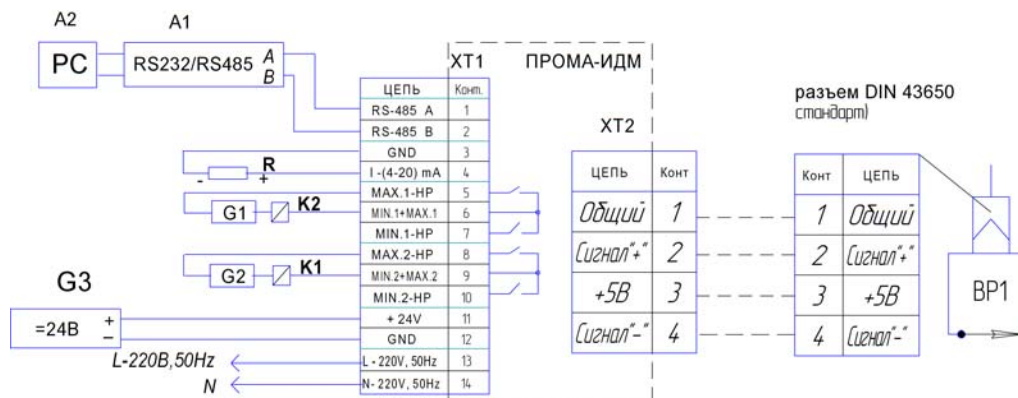 A2
A1
PC
RS232/RS485 A
B
XT1
ПРОМА-ИДМ
ЦЕПЬ Конт.
RS-485 A 1
RS-485 B 2
GND 3
I -(4-20) mA 4
MAX.1-HP 5
MIN.1+MAX.1 6
MIN.1-HP 7
MAX.2-HP 8
MIN.2+MAX.2 9
MIN.2-HP 10
+ 24V 11
GND 12
L - 220V, 50Hz 13
N- 220V, 50Hz 14
R
- +
G1 K2
G2 K1
G3
=24В + –
L-220В,50Hz
N
XT2
ЦЕПЬ Конт
Общий 1
Сигнал"+" 2
+5В 3
Сигнал"–" 4
разъем DIN 43650
стандарт)
Конт ЦЕПЬ
1 Общий
2 Сигнал"+"
3 +5В
4 Сигнал"–"
BP1